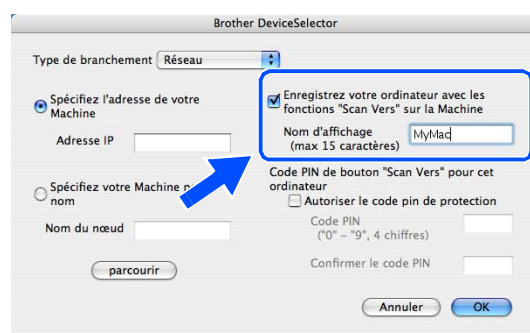 Brother DeviceSelector
Type de branchement Réseau
Spécifiez l'adresse de votre
Machine
Adresse IP
Spécifiez votre Machine
nom
Nom du nœud
parcourir
Enregistrez votre ordinateur avec les
fonctions "Scan Vers" sur la Machine
Nom d'affichage
(max 15 caractères)
MyMac
Code PIN de bouton "Scan Vers" pour cet
ordinateur
Autoriser le code pin de protection
Code PIN
("0" – "9", 4 chiffres)
Confirmer le code PIN
Annuler
OK